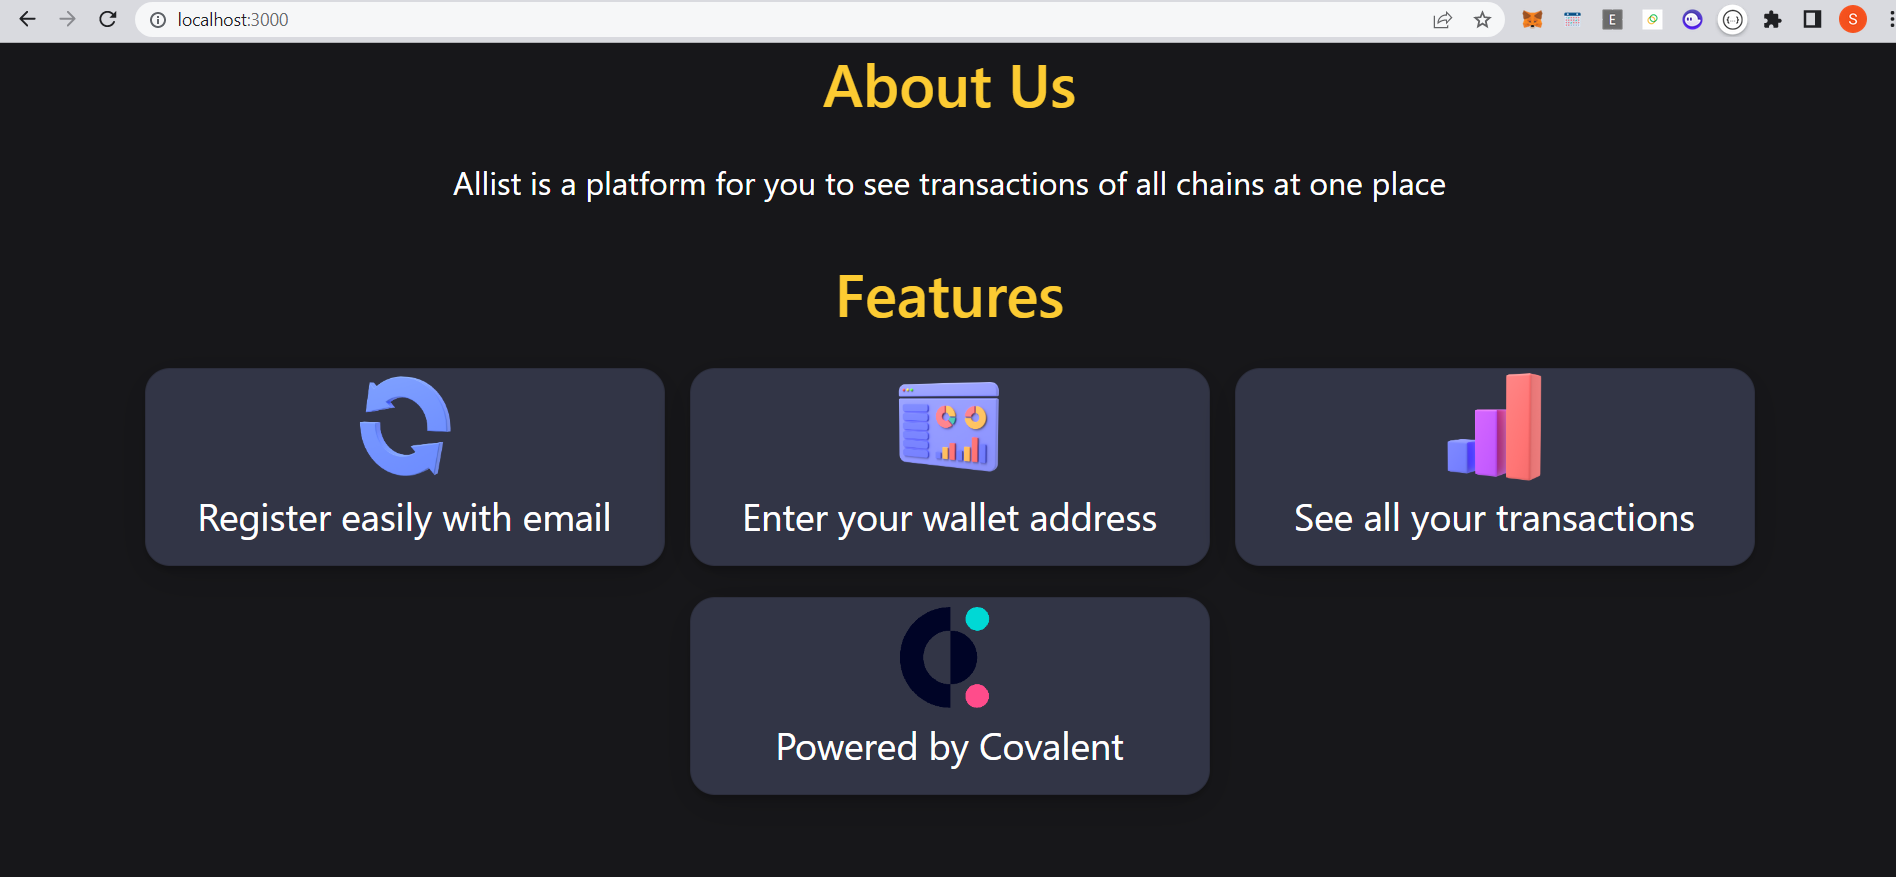 localhost:3000
E
S
About Us
Allist is a platform for you to see transactions of all chains at one place
Features
Register easily with email
Enter your wallet address
See all your transactions
Powered by Covalent